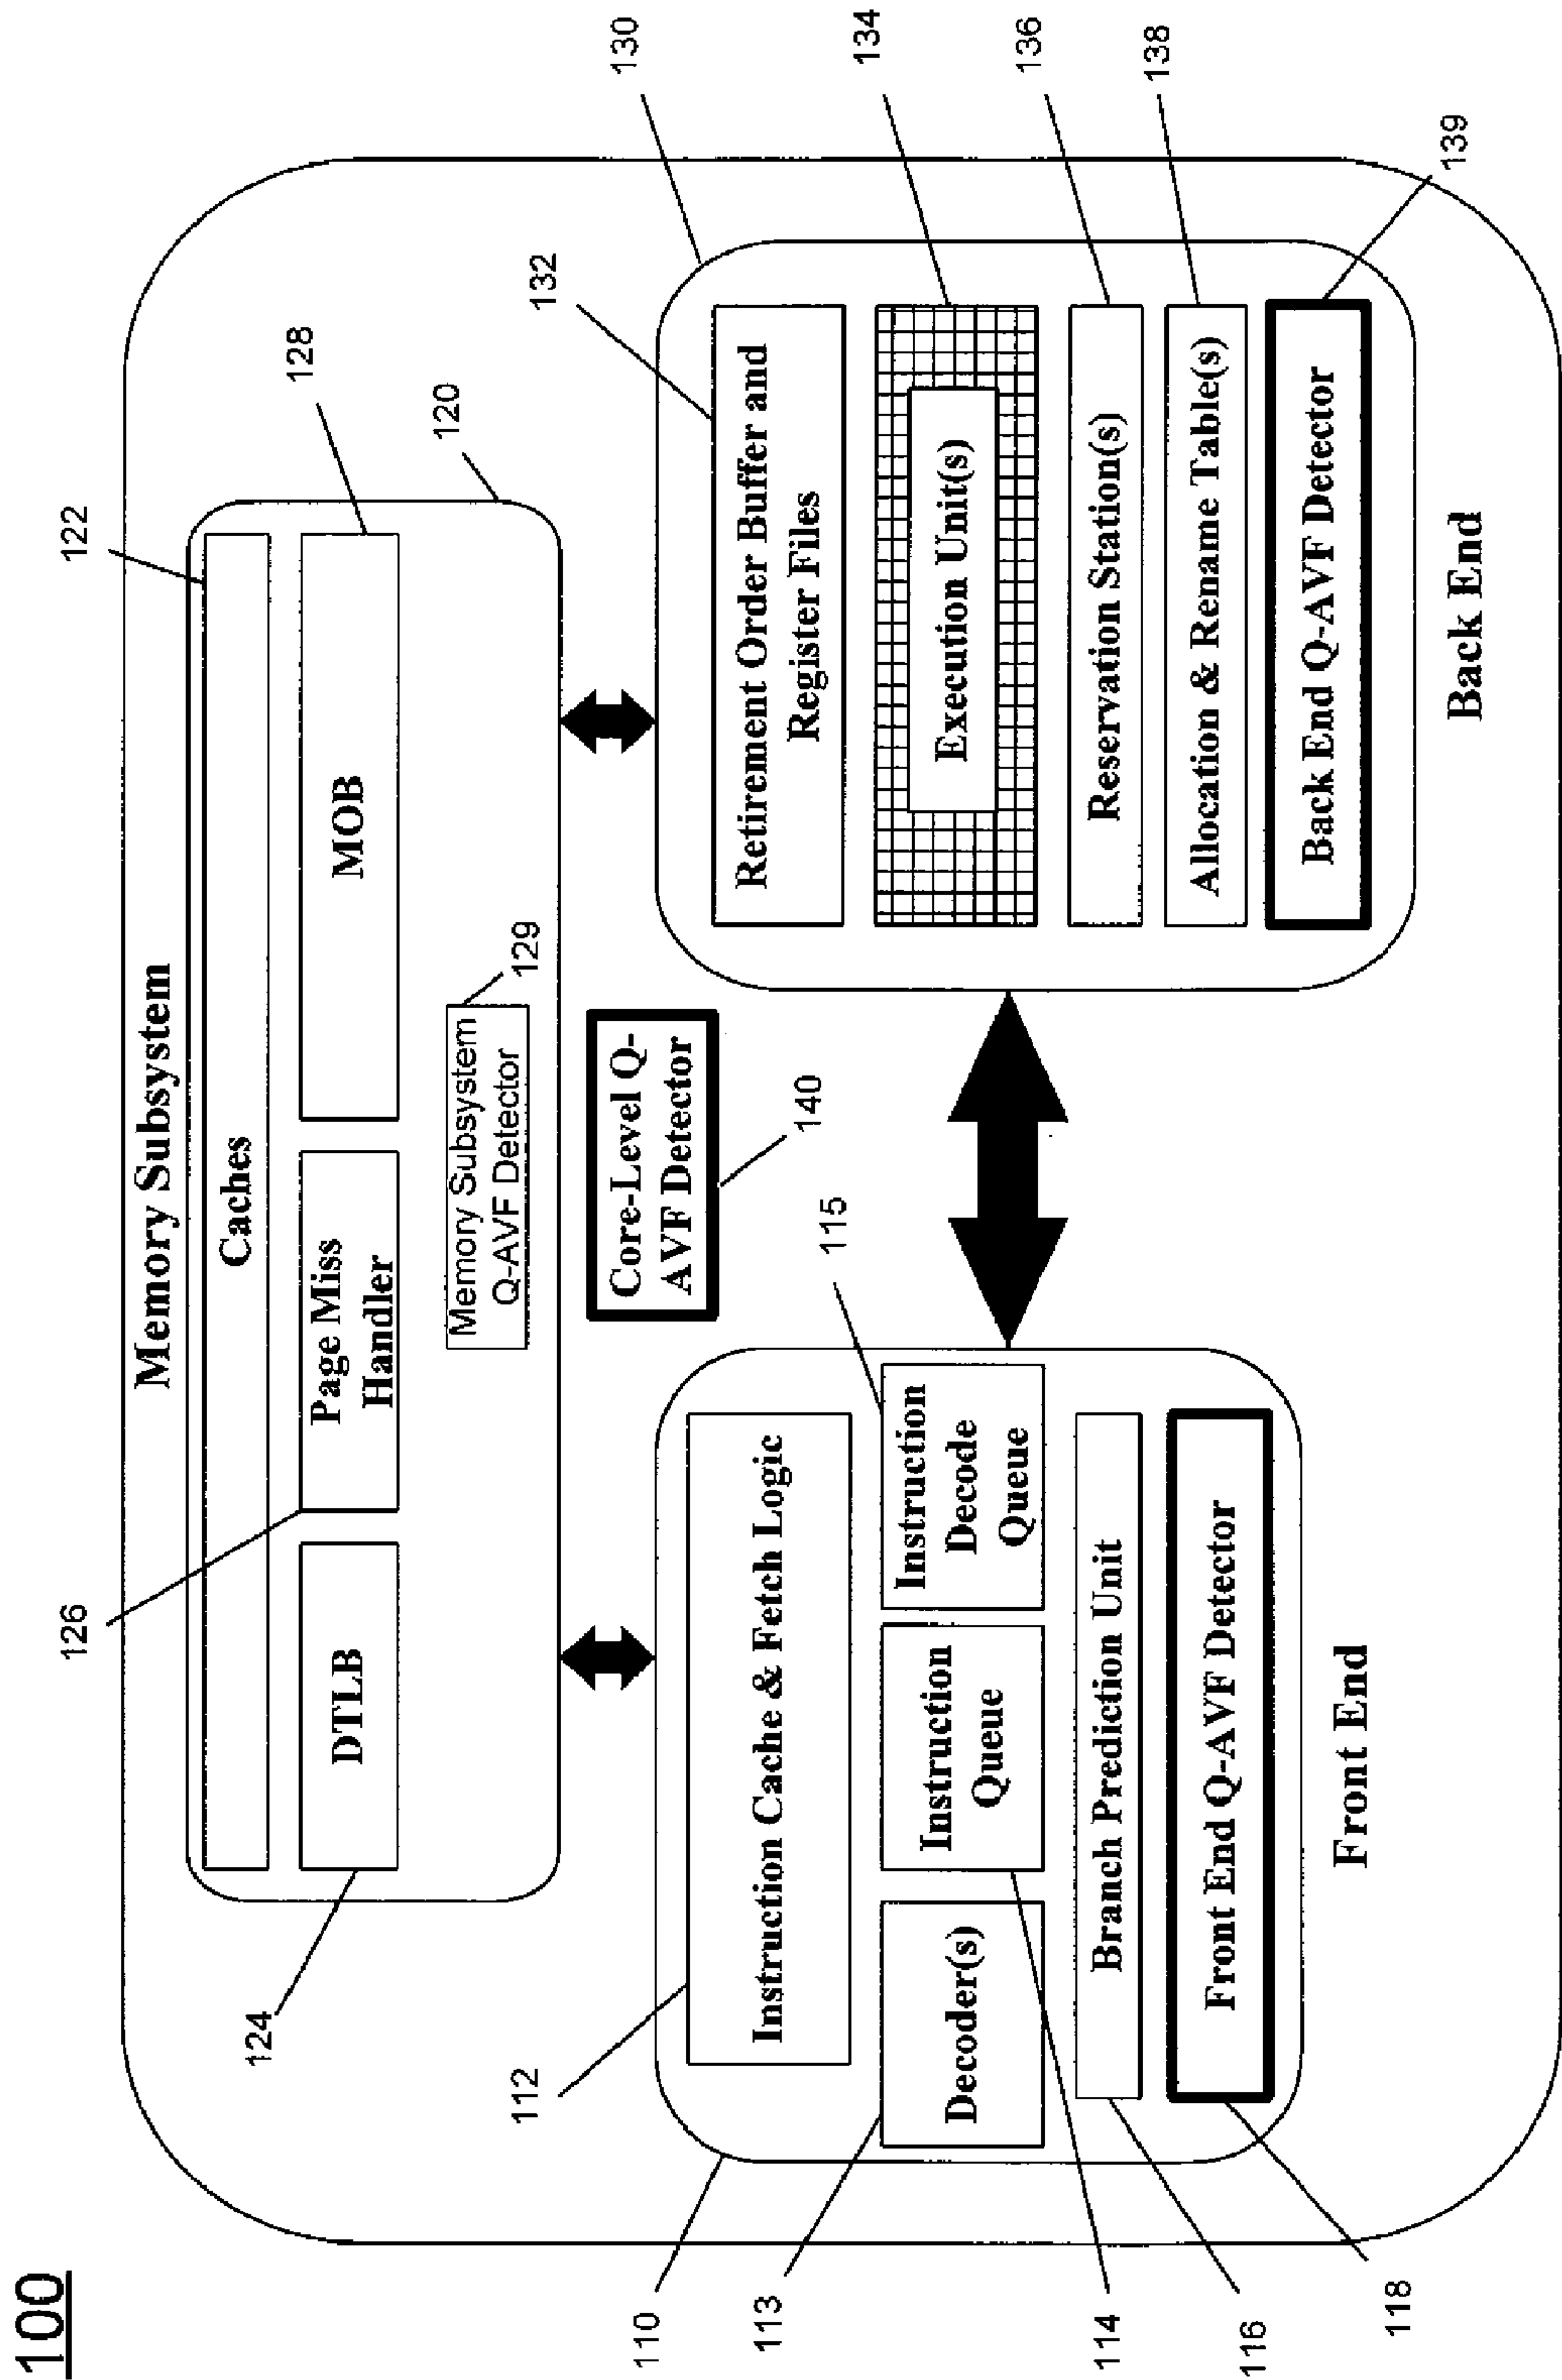 100
Memory Subsystem
122
Caches
128
DTLB
Page Miss
Handler
MOB
126
124
120
Memory Subsystem
Q-AVF Detector
129
Core-Level Q-
AVF Detector
140
112
110
Instruction Cache & Fetch Logic
113
Decoder(s)
Instruction
Queue
Instruction
Decode
Queue
115
114
Branch Prediction Unit
116
Front End Q-AVF Detector
118
Front End
130
132
Retirement Order Buffer and
Register Files
134
Execution Unit(s)
136
Reservation Station(s)
138
Allocation & Rename Table(s)
139
Back End Q-AVF Detector
Back End